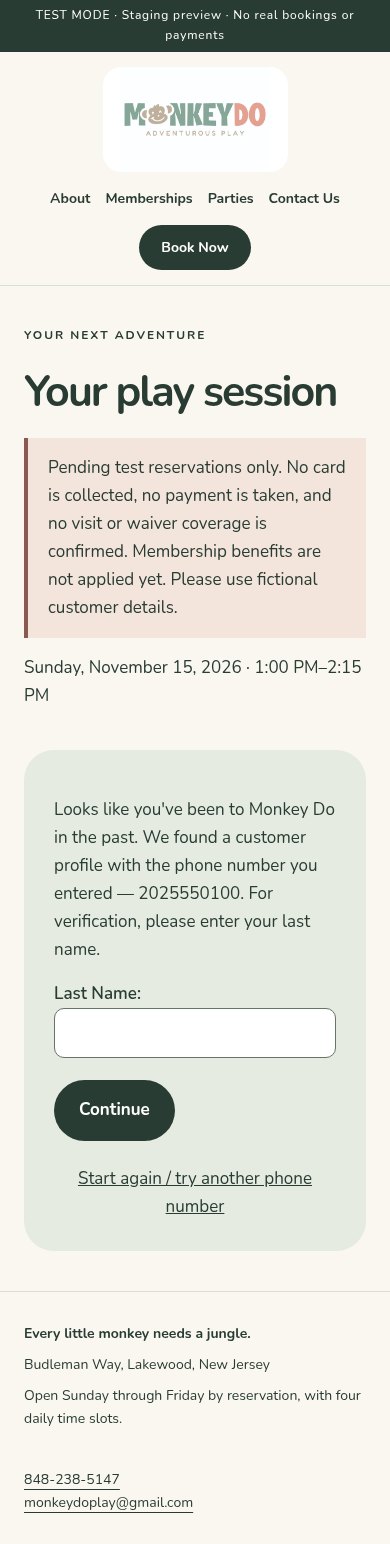 TEST MODE · Staging preview · No real bookings or
payments
MONKEYDO
ADVENTUROUS PLAY
About Memberships Parties Contact Us
Book Now
YOUR NEXT ADVENTURE
Your play session
Pending test reservations only. No card
is collected, no payment is taken, and
no visit or waiver coverage is
confirmed. Membership benefits are
not applied yet. Please use fictional
customer details.
Sunday, November 15, 2026 · 1:00 PM–2:15
PM
Looks like you've been to Monkey Do
in the past. We found a customer
profile with the phone number you
entered — 2025550100. For
verification, please enter your last
name.
Last Name:
Continue
Start again / try another phone
number
Every little monkey needs a jungle.
Budleman Way, Lakewood, New Jersey
Open Sunday through Friday by reservation, with four
daily time slots.
848-238-5147
monkeydoplay@gmail.com